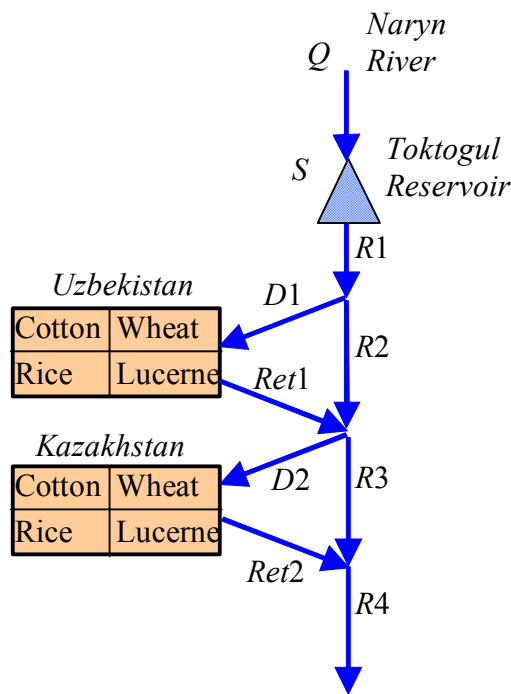 Naryn
River
Q
Toktogul
Reservoir
S
R1
Uzbekistan
D1
Cotton Wheat
Rice Lucerne
R2
Ret1
Kazakhstan
D2
R3
Cotton Wheat
Rice Lucerne
Ret2
R4